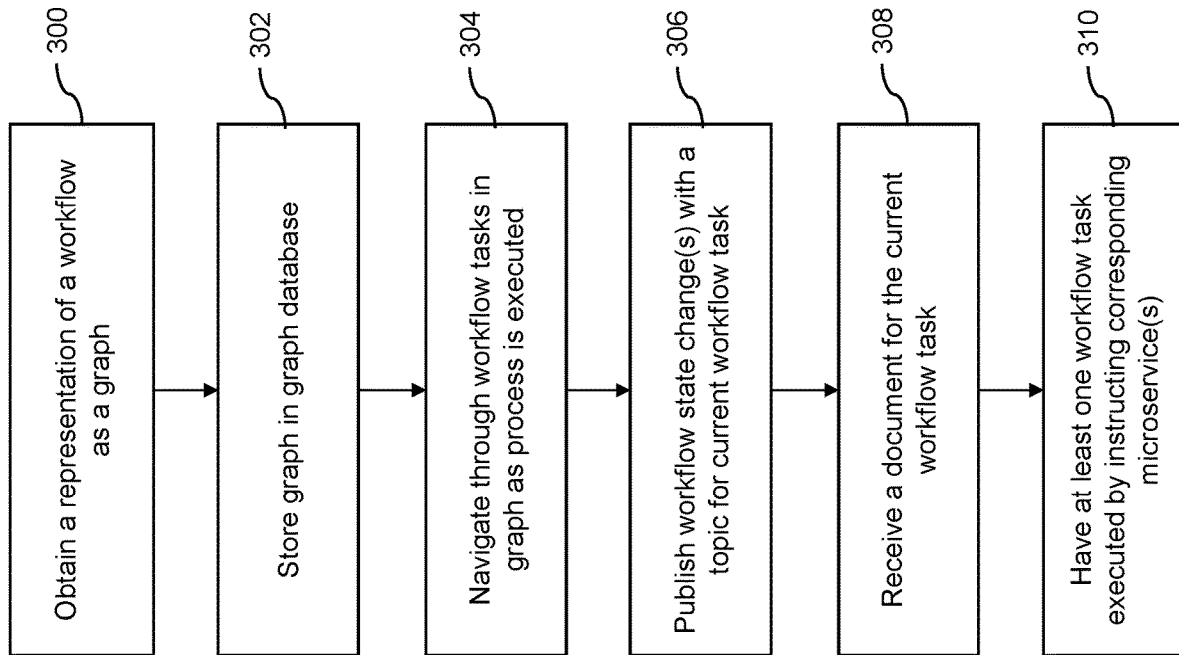 Obtain a representation of a workflow
as a graph
300
Store graph in graph database
302
Navigate through workflow tasks in
graph as process is executed
304
Publish workflow state change(s) with a
topic for current workflow task
306
Receive a document for the current
workflow task
308
Have at least one workflow task
executed by instructing corresponding
microservice(s)
310